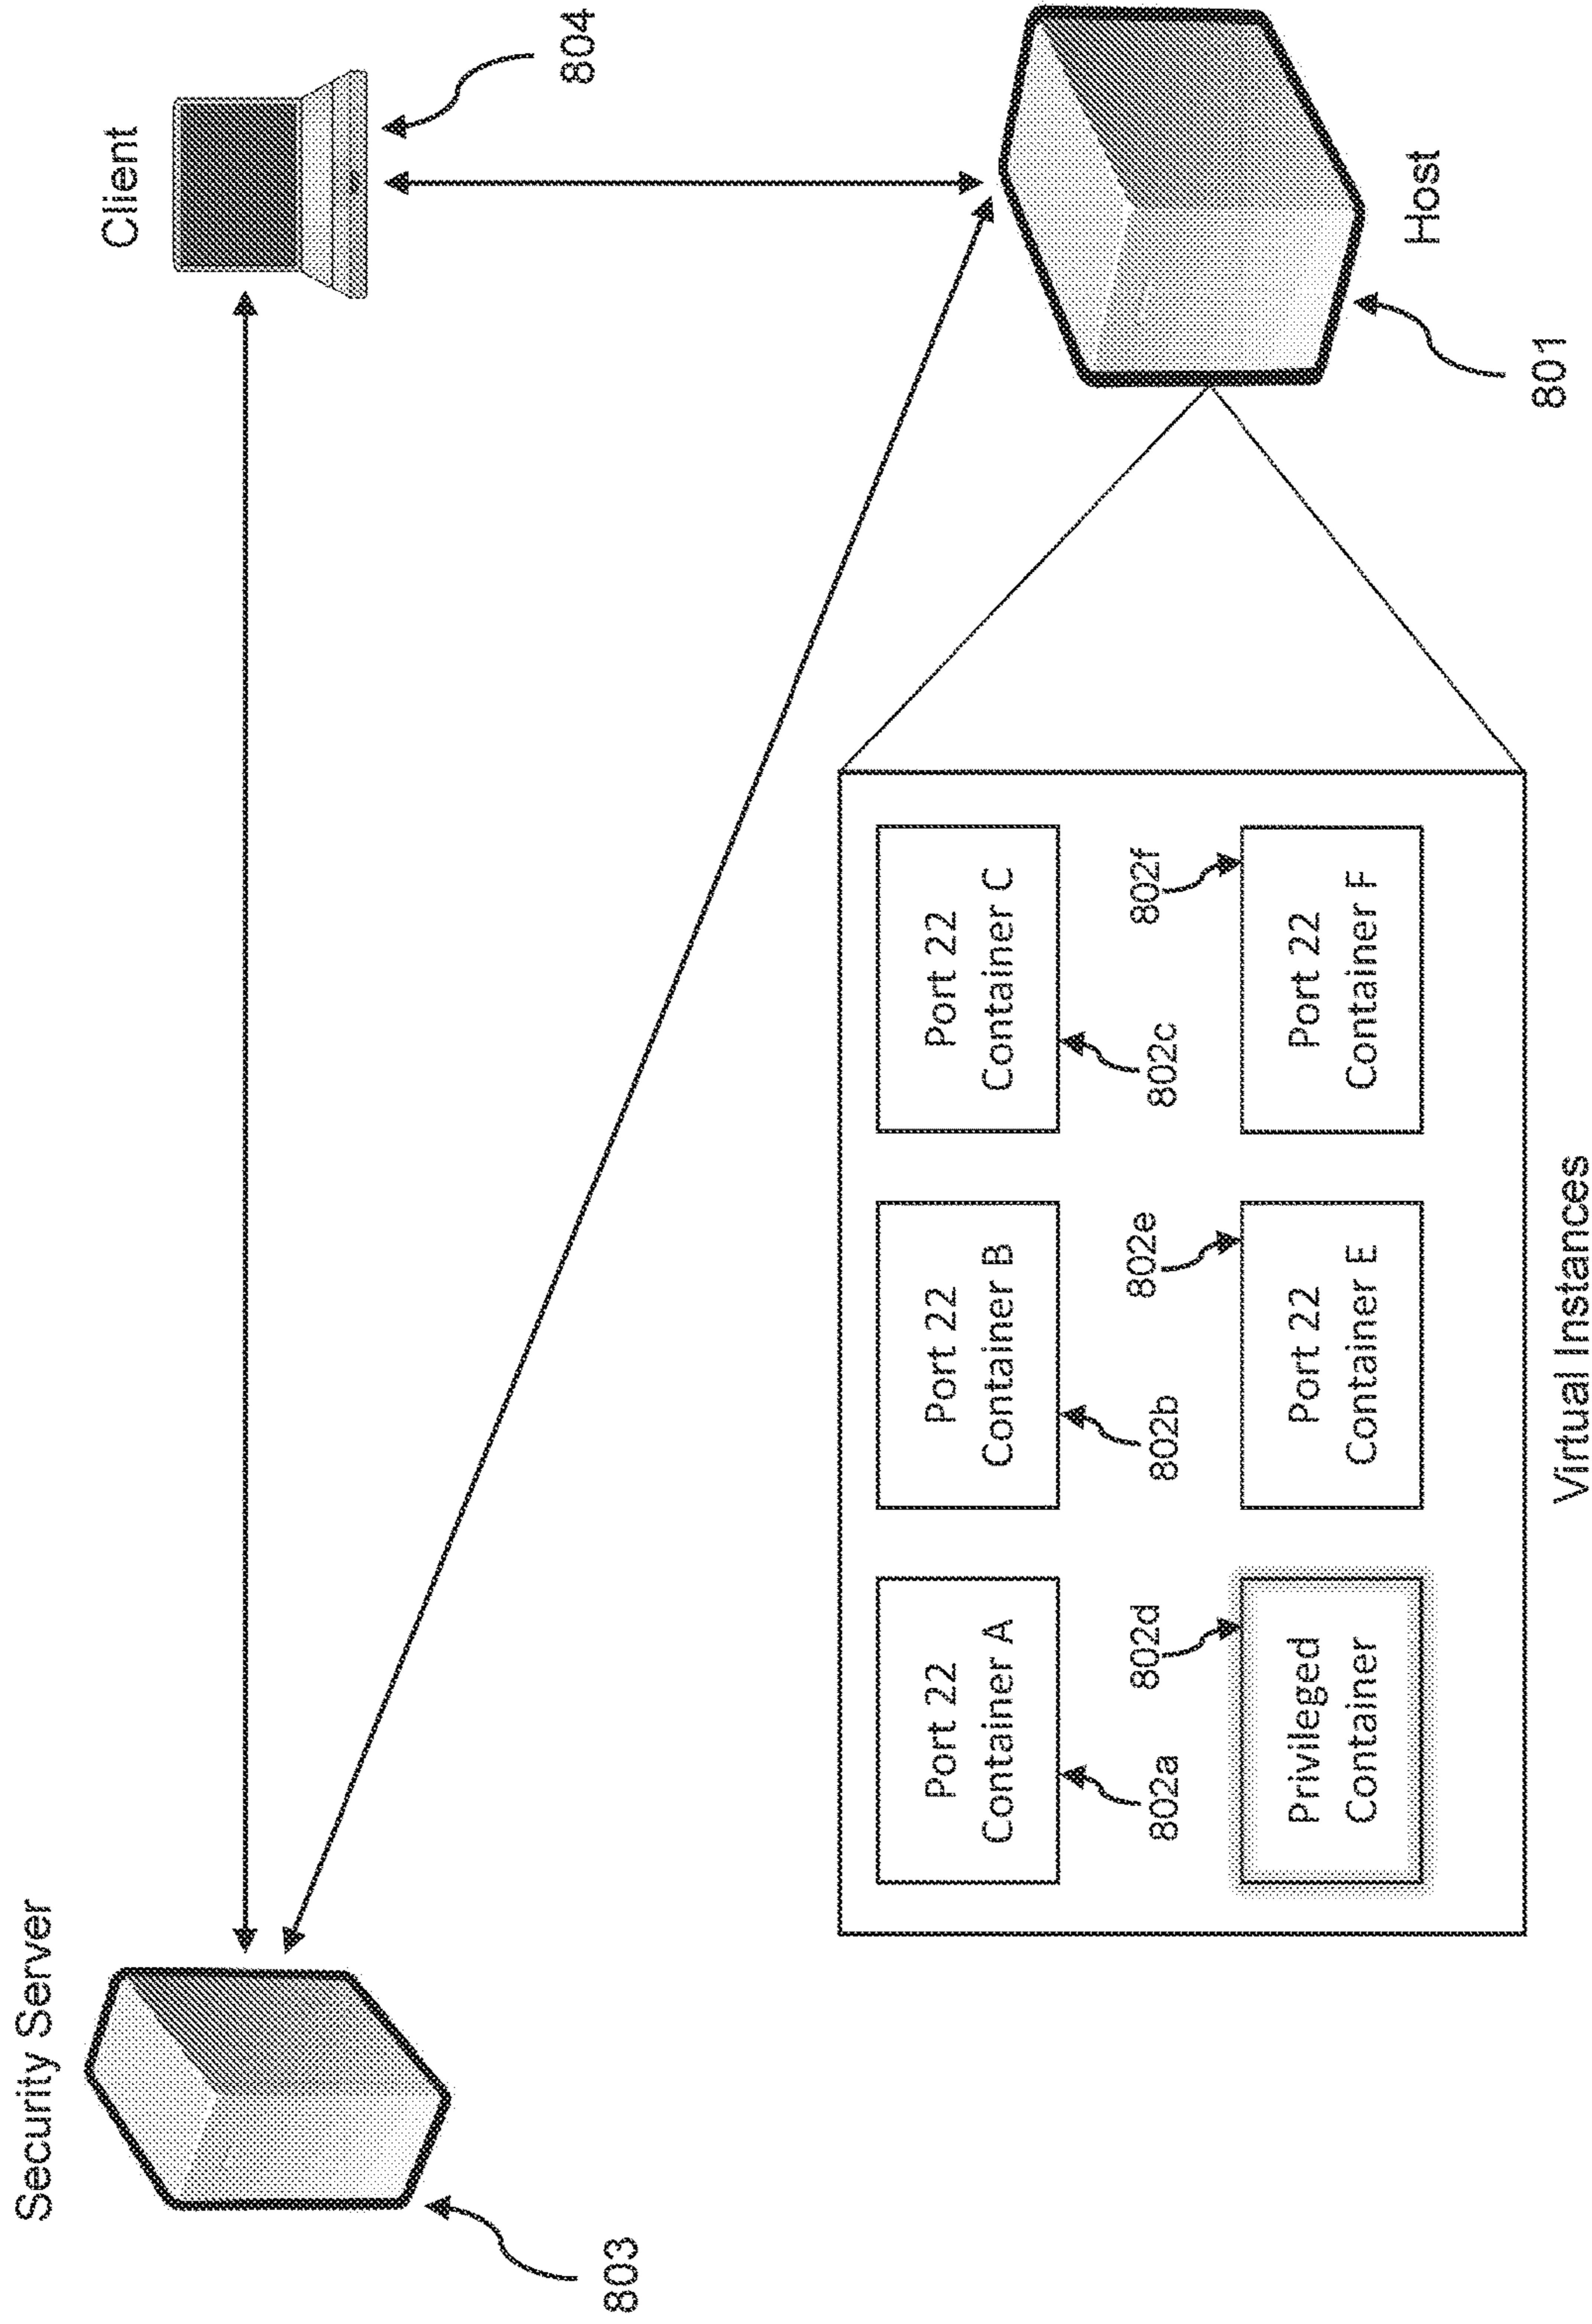 Security Server
803
Client
804
Port 22
Container A
802a
Port 22
Container B
802b
Port 22
Container C
802c
802d
Privileged
Container
802e
Port 22
Container E
802f
Port 22
Container F
Virtual Instances
801
Host